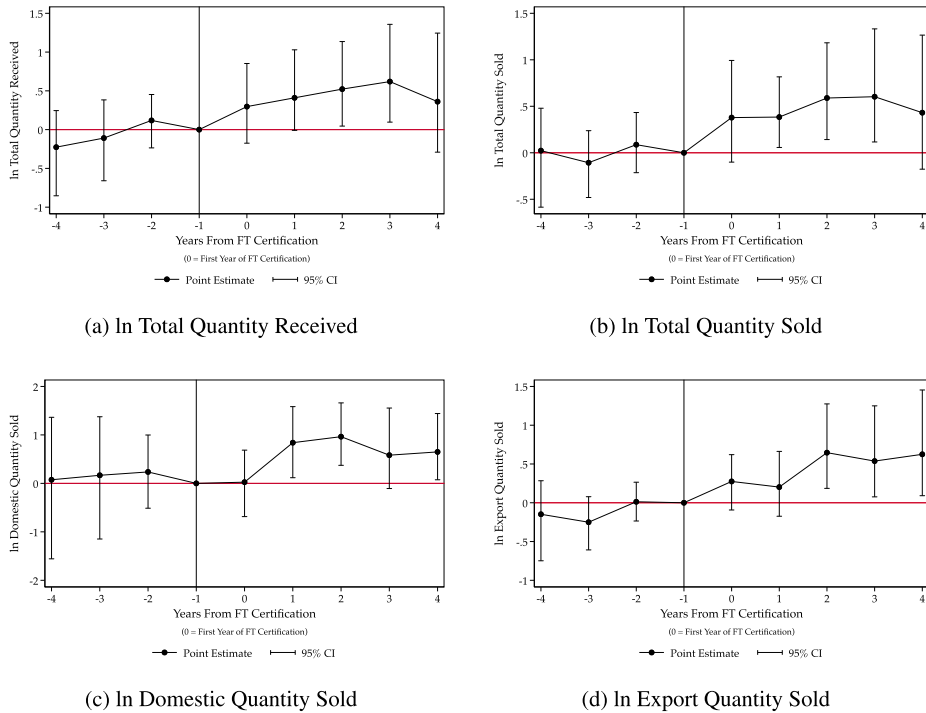 1.5
1
.5
0
-.5
-1
ln Total Quantity Received
-4 -3 -2 -1 0 1 2 3 4
Years From FT Certification
(0 = First Year of FT Certification)
Point Estimate 95% CI
(a) ln Total Quantity Received
1.5
1
.5
0
-.5
ln Total Quantity Sold
-4 -3 -2 -1 0 1 2 3 4
Years From FT Certification
(0 = First Year of FT Certification)
Point Estimate 95% CI
(b) ln Total Quantity Sold
2
1
0
-1
-2
ln Domestic Quantity Sold
-4 -3 -2 -1 0 1 2 3 4
Years From FT Certification
(0 = First Year of FT Certification)
Point Estimate 95% CI
(c) ln Domestic Quantity Sold
1.5
1
.5
0
-.5
-1
ln Export Quantity Sold
-4 -3 -2 -1 0 1 2 3 4
Years From FT Certification
(0 = First Year of FT Certification)
Point Estimate 95% CI
(d) ln Export Quantity Sold